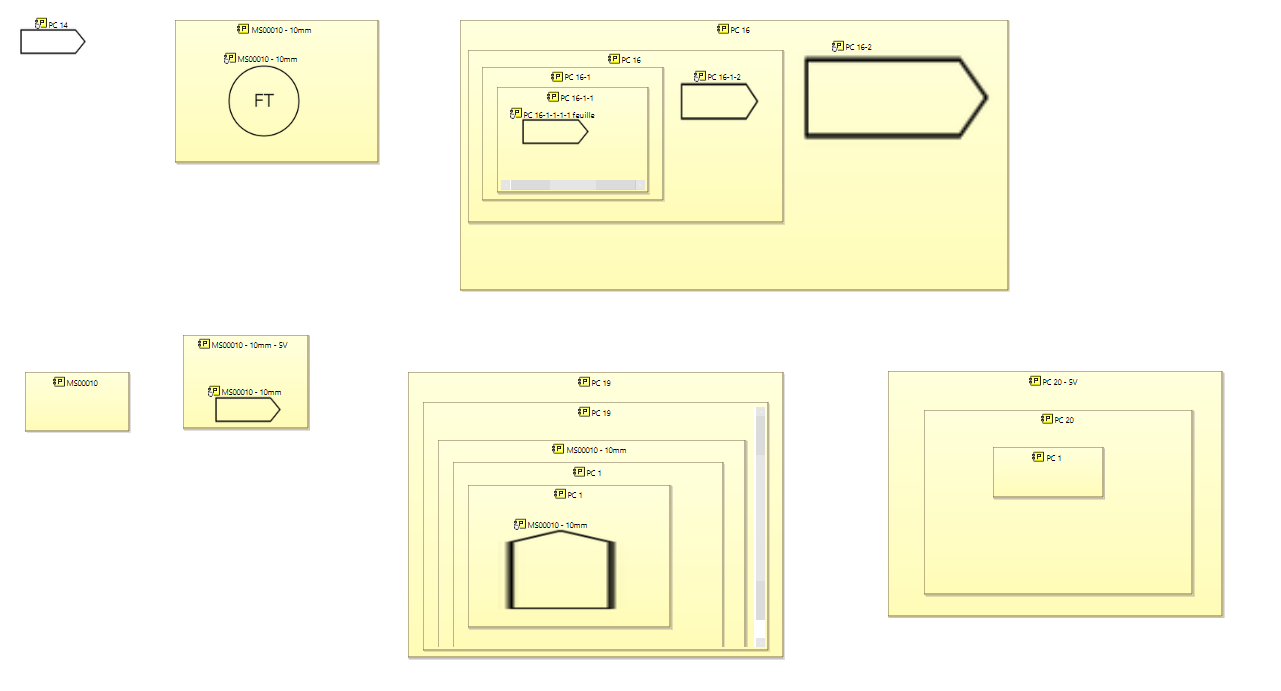 PC 14
MS00010 - 10mm
MS00010 - 10mm
FT
PC 16
PC 16
PC 16-1
PC 16-1-1
PC 16-1-1-1-1 feuille
PC 16-1-2
PC 16-2
MS00010
MS00010 - 10mm - SV
MS00010 - 10mm
PC 19
PC 19
MS00010 - 10mm
PC 1
PC 1
MS00010 - 10mm
PC 20 - SV
PC 20
PC 1